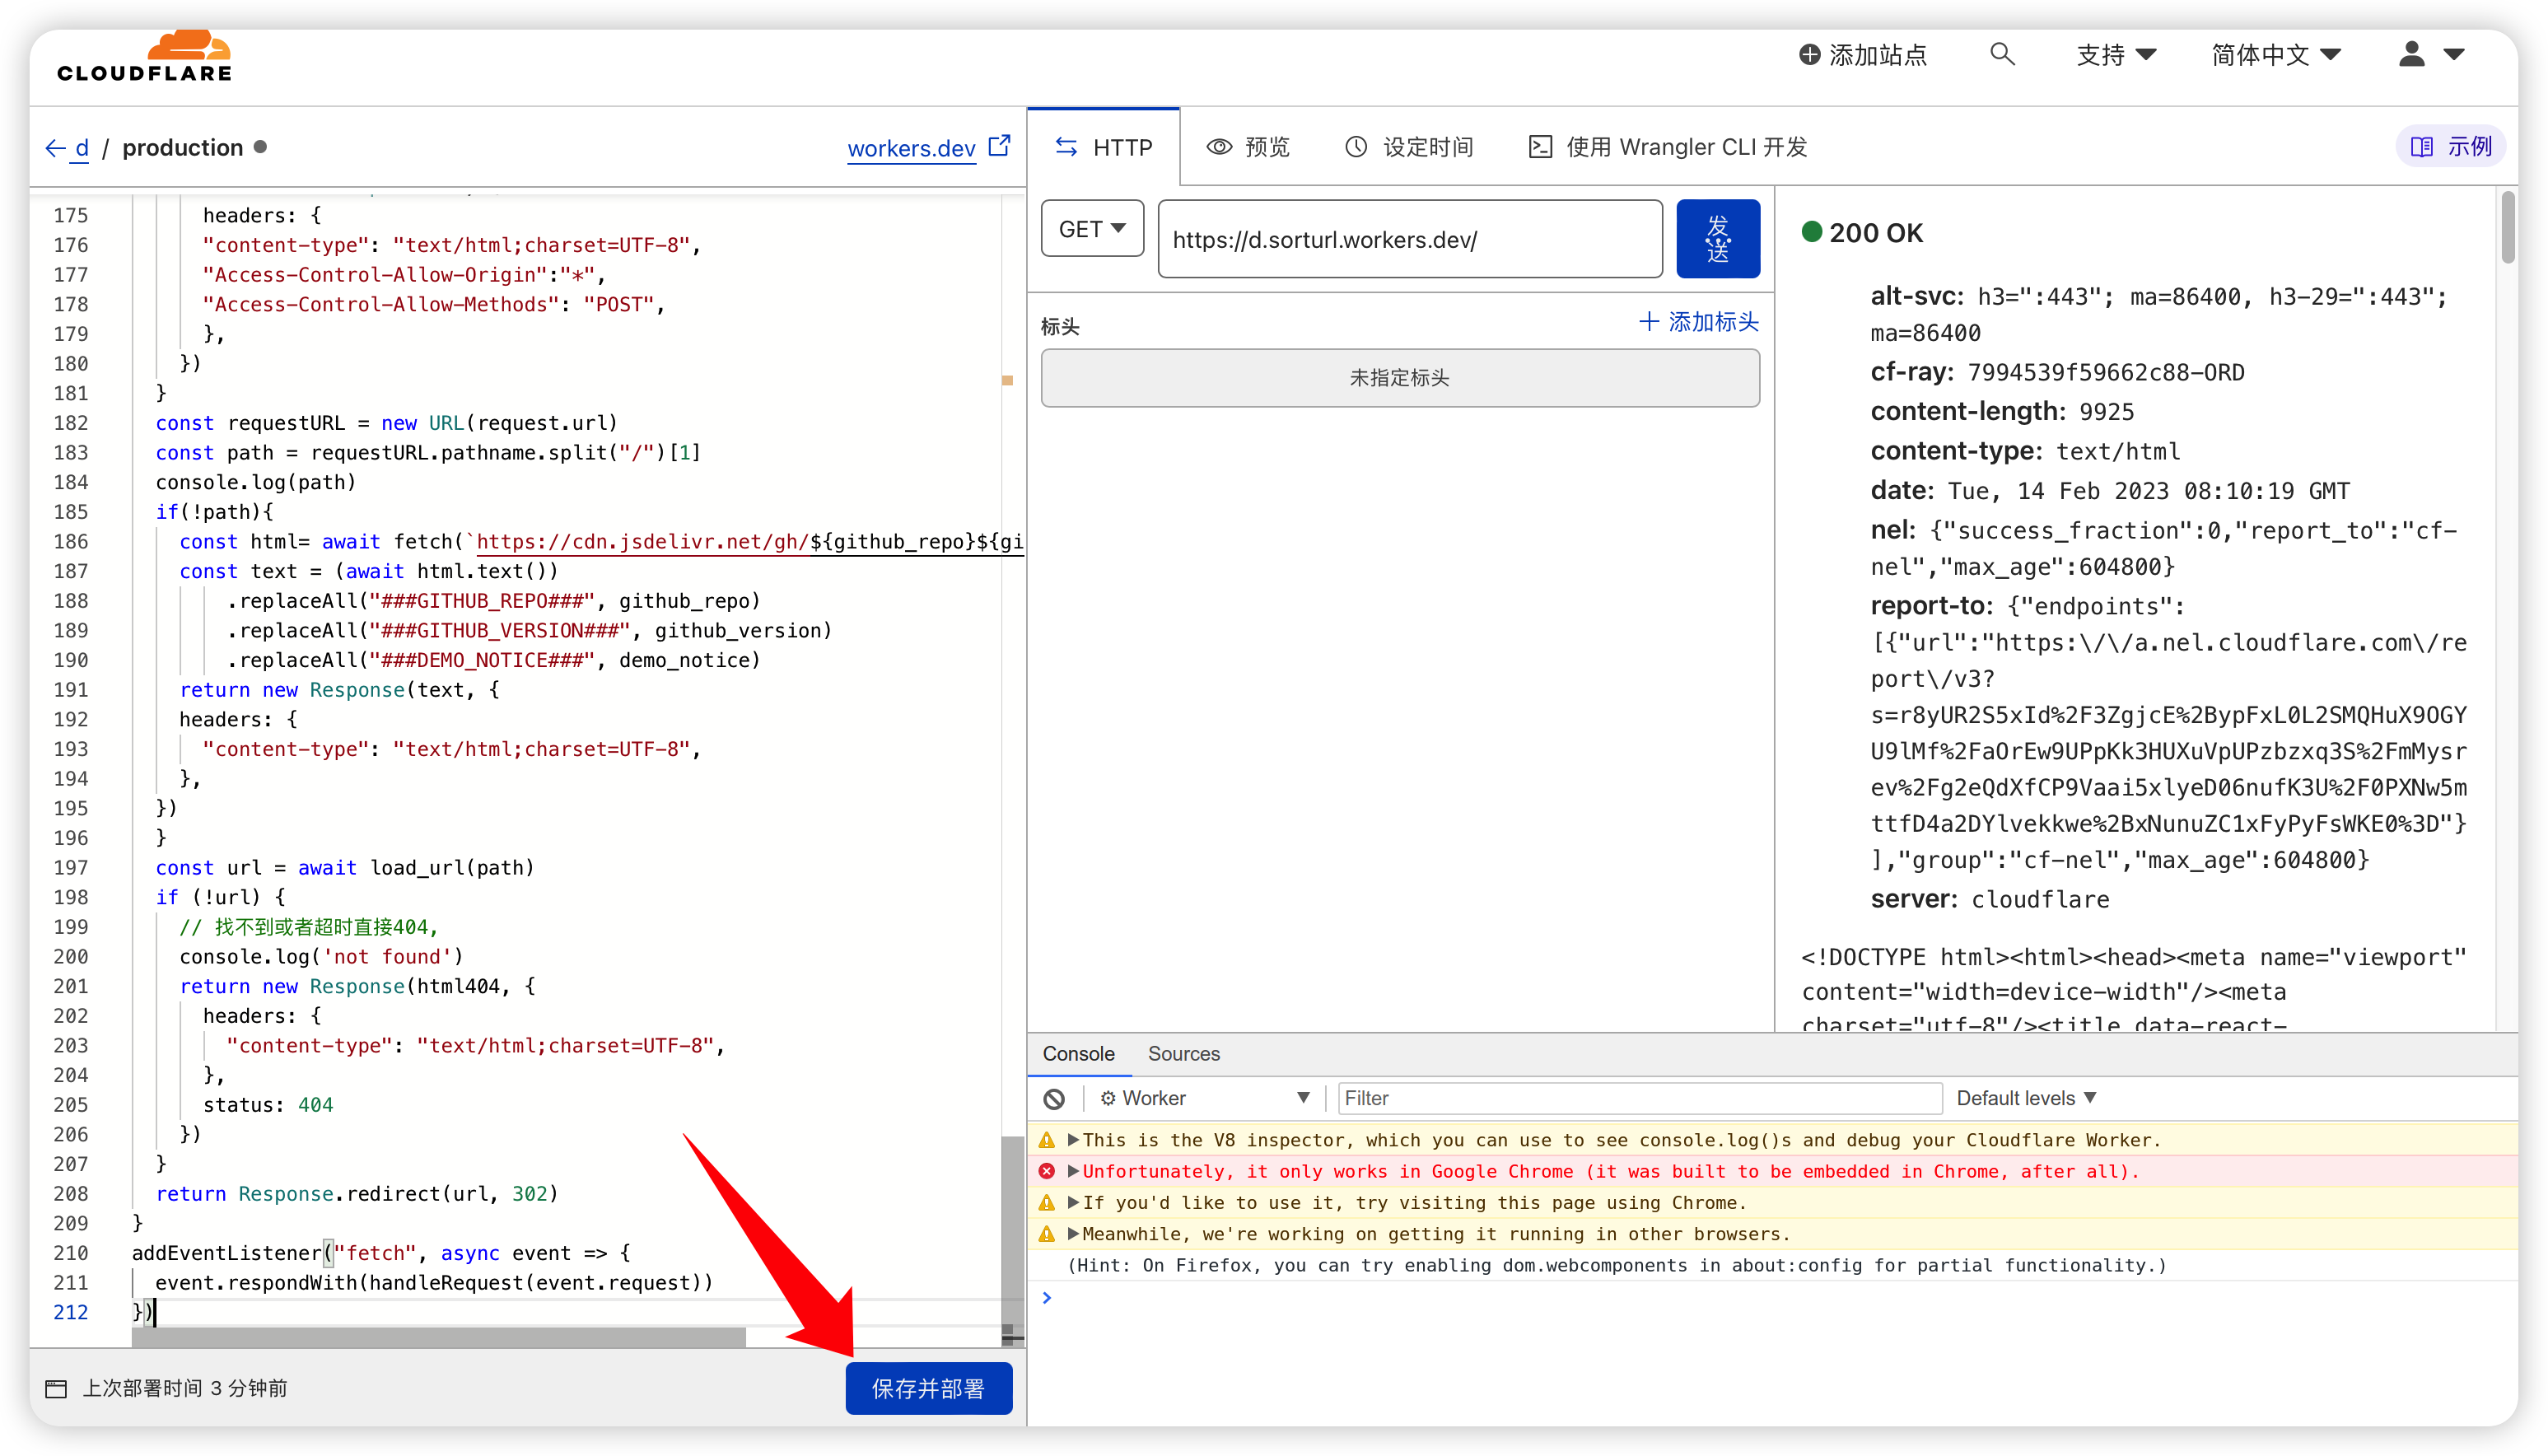 CLOUDFLARE
添加站点
支持
简体中文
d / production
workers.dev
HTTP
预览
设定时间
使用 Wrangler CLI 开发
示例
175 headers: {
176 "content-type": "text/html;charset=UTF-8",
177 "Access-Control-Allow-Origin":"*",
178 "Access-Control-Allow-Methods": "POST",
179 },
180 })
181 }
182 const requestURL = new URL(request.url)
183 const path = requestURL.pathname.split("/")[1]
184 console.log(path)
185 if(!path){
186 const html= await fetch(`https://cdn.jsdelivr.net/gh/${github_repo}${gi
187 const text = (await html.text())
188 .replaceAll("###GITHUB_REPO###", github_repo)
189 .replaceAll("###GITHUB_VERSION###", github_version)
190 .replaceAll("###DEMO_NOTICE###", demo_notice)
191 return new Response(text, {
192 headers: {
193 "content-type": "text/html;charset=UTF-8",
194 },
195 })
196 }
197 const url = await load_url(path)
198 if (!url) {
199 // 找不到或者超时直接404,
200 console.log('not found')
201 return new Response(html404, {
202 headers: {
203 "content-type": "text/html;charset=UTF-8",
204 },
205 status: 404
206 })
207 }
208 return Response.redirect(url, 302)
209 }
210 addEventListener("fetch", async event => {
211 event.respondWith(handleRequest(event.request))
212 })
上次部署时间 3 分钟前
保存并部署
GET
https://d.sorturl.workers.dev/
发
送
标头
添加标头
未指定标头
200 OK
alt-svc: h3=":443"; ma=86400, h3-29=":443";
ma=86400
cf-ray: 7994539f59662c88-ORD
content-length: 9925
content-type: text/html
date: Tue, 14 Feb 2023 08:10:19 GMT
nel: {"success_fraction":0,"report_to":"cf-
nel","max_age":604800}
report-to: {"endpoints":
[{"url":"https:\/\/a.nel.cloudflare.com\/re
port\/v3?
s=r8yUR2S5xId%2F3ZgjcE%2BypFxL0L2SMQHuX9OGY
U9lMf%2FaOrEw9UPpKk3HUXuVpUPzbzxq3S%2FmMysr
ev%2Fg2eQdXfCP9Vaai5xlyeD06nufK3U%2F0PXNw5m
ttfD4a2DYlvekkwe%2BxNunuZC1xFyPyFsWKE0%3D"}
],"group":"cf-nel","max_age":604800}
server: cloudflare
<!DOCTYPE html><html><head><meta name="viewport"
content="width=device-width"/><meta
charset="utf-8"/><title data-react-
Console
Sources
Worker
Filter
Default levels
This is the V8 inspector, which you can use to see console.log()s and debug your Cloudflare Worker.
Unfortunately, it only works in Google Chrome (it was built to be embedded in Chrome, after all).
If you'd like to use it, try visiting this page using Chrome.
Meanwhile, we're working on getting it running in other browsers.
(Hint: On Firefox, you can try enabling dom.webcomponents in about:config for partial functionality.)